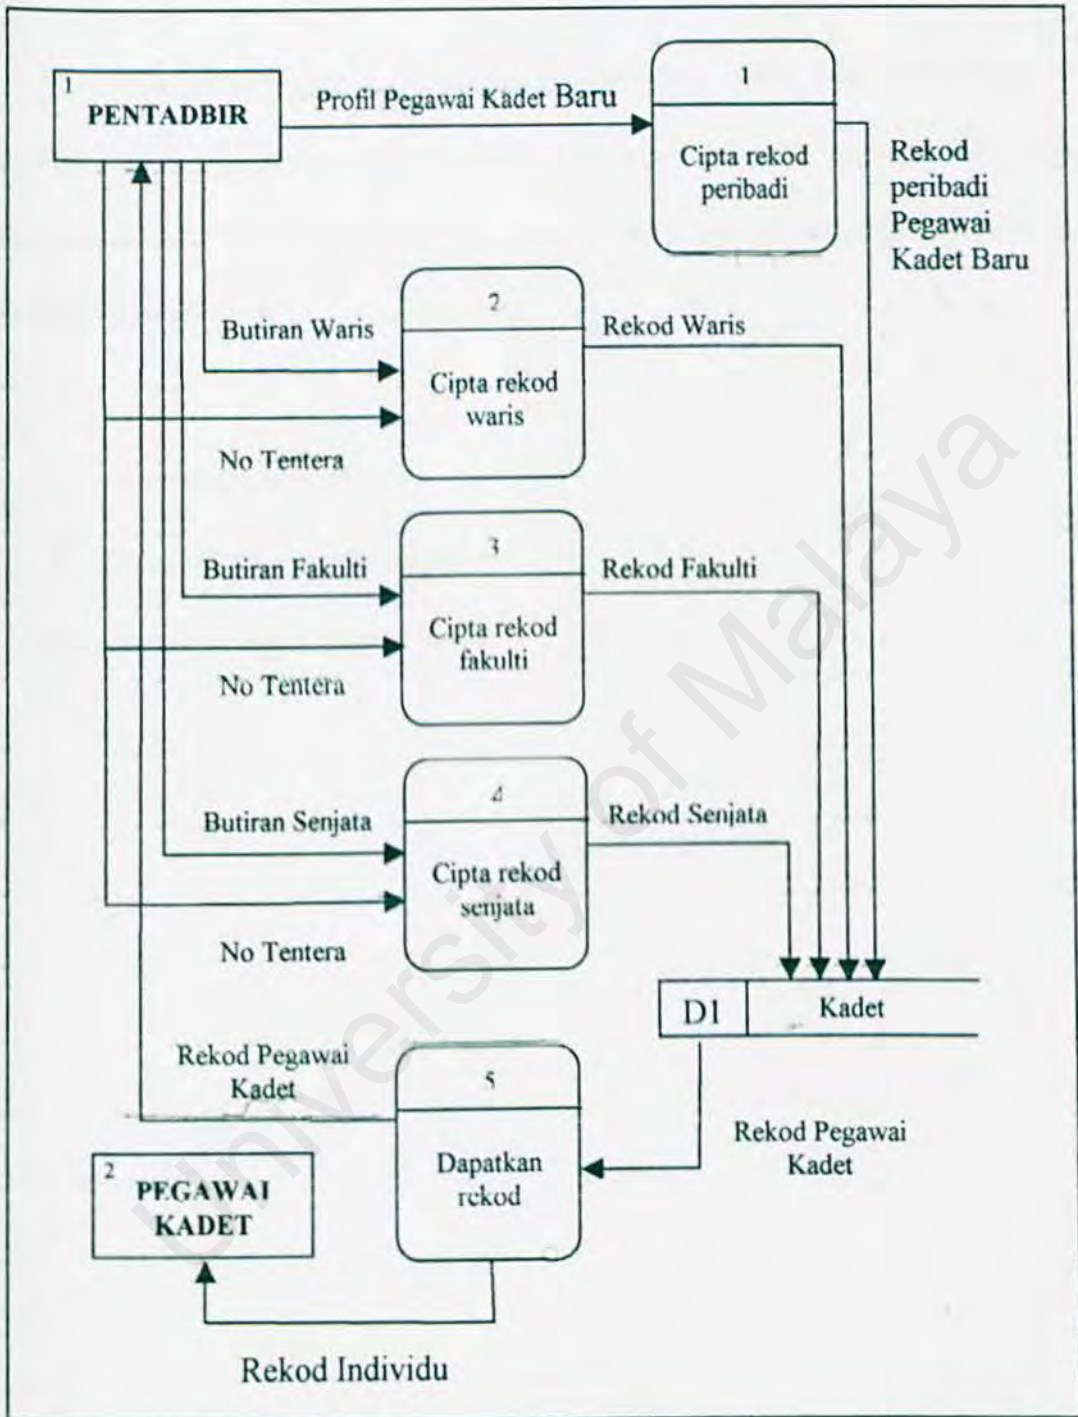 1
PENTADBIR
Profil Pegawai Kadet Baru
1
Cipta rekod
peribadi
Rekod
peribadi
Pegawai
Kadet Baru
2
Cipta rekod
waris
Butiran Waris
Rekod Waris
No Tentera
3
Cipta rekod
fakulti
Butiran Fakulti
Rekod Fakulti
No Tentera
4
Cipta rekod
senjata
Butiran Senjata
Rekod Senjata
No Tentera
D1
Kadet
Rekod Pegawai
Kadet
5
Dapatkan
rekod
Rekod Pegawai
Kadet
2
PEGAWAI
KADET
Rekod Individu
University of Malaya